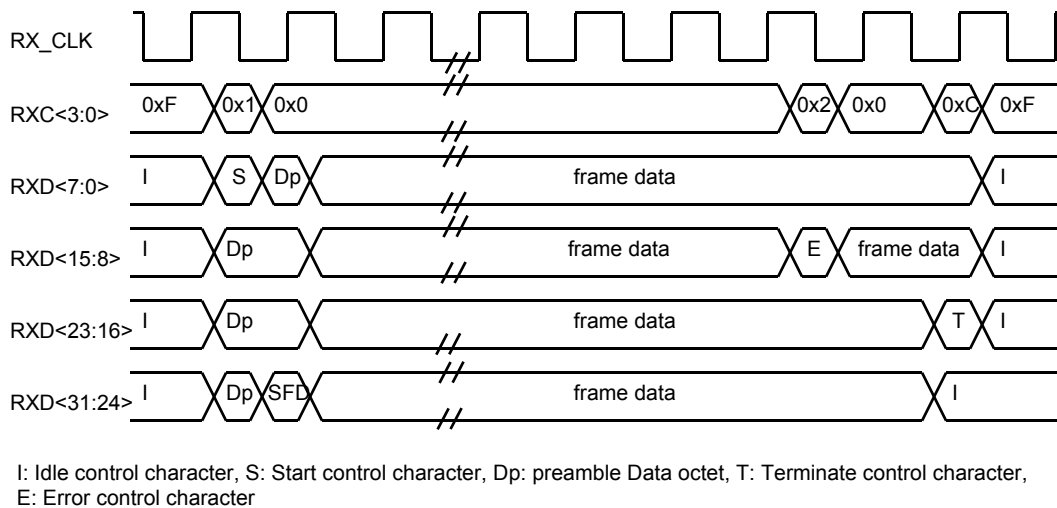 RX_CLK
RXC<3:0> 0xF 0x1 0x0 0x2 0x0 0xC 0xF
RXD<7:0> I S Dp frame data I
RXD<15:8> I Dp frame data E frame data I
RXD<23:16> I Dp frame data T I
RXD<31:24> I Dp SFD frame data I
I: Idle control character, S: Start control character, Dp: preamble Data octet, T: Terminate control character,
E: Error control character